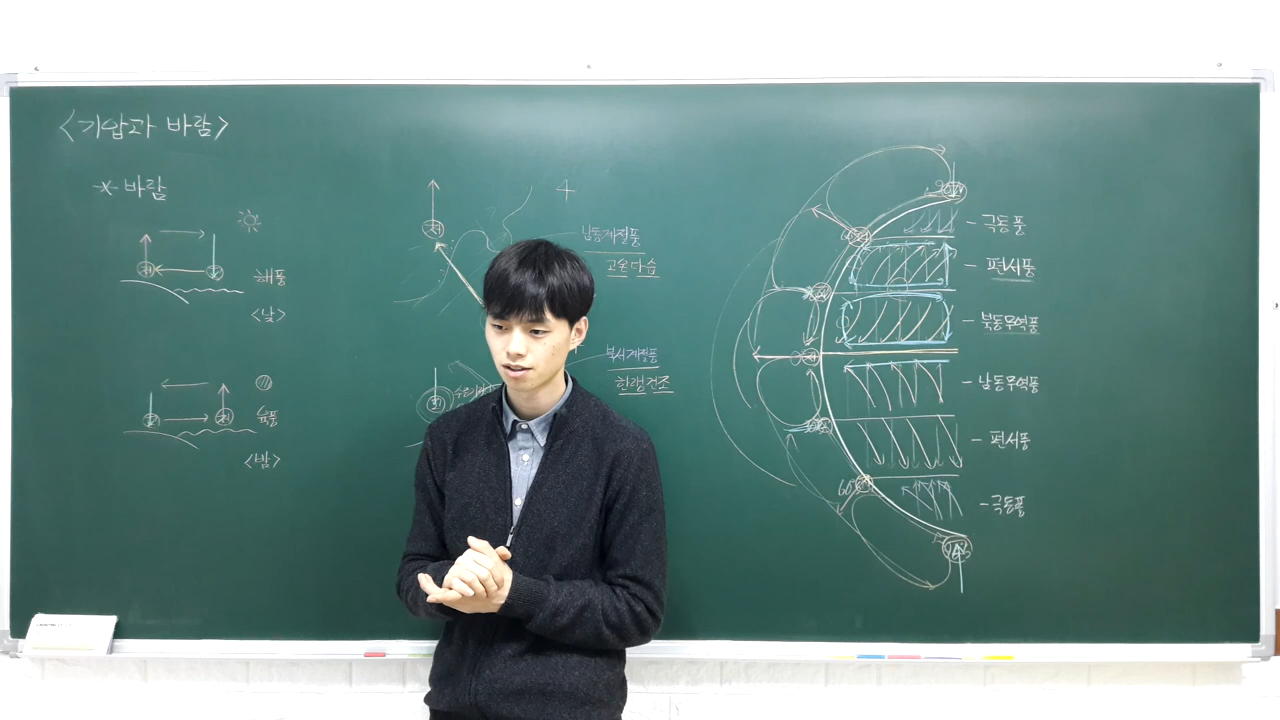 <기압과 바람>
* 바람
해풍
<낮>
육풍
<밤>
남동계절풍
고온다습
북서계절풍
한랭건조
- 극동풍
- 편서풍
- 북동무역풍
- 남동무역풍
- 편서풍
- 극동풍
60°